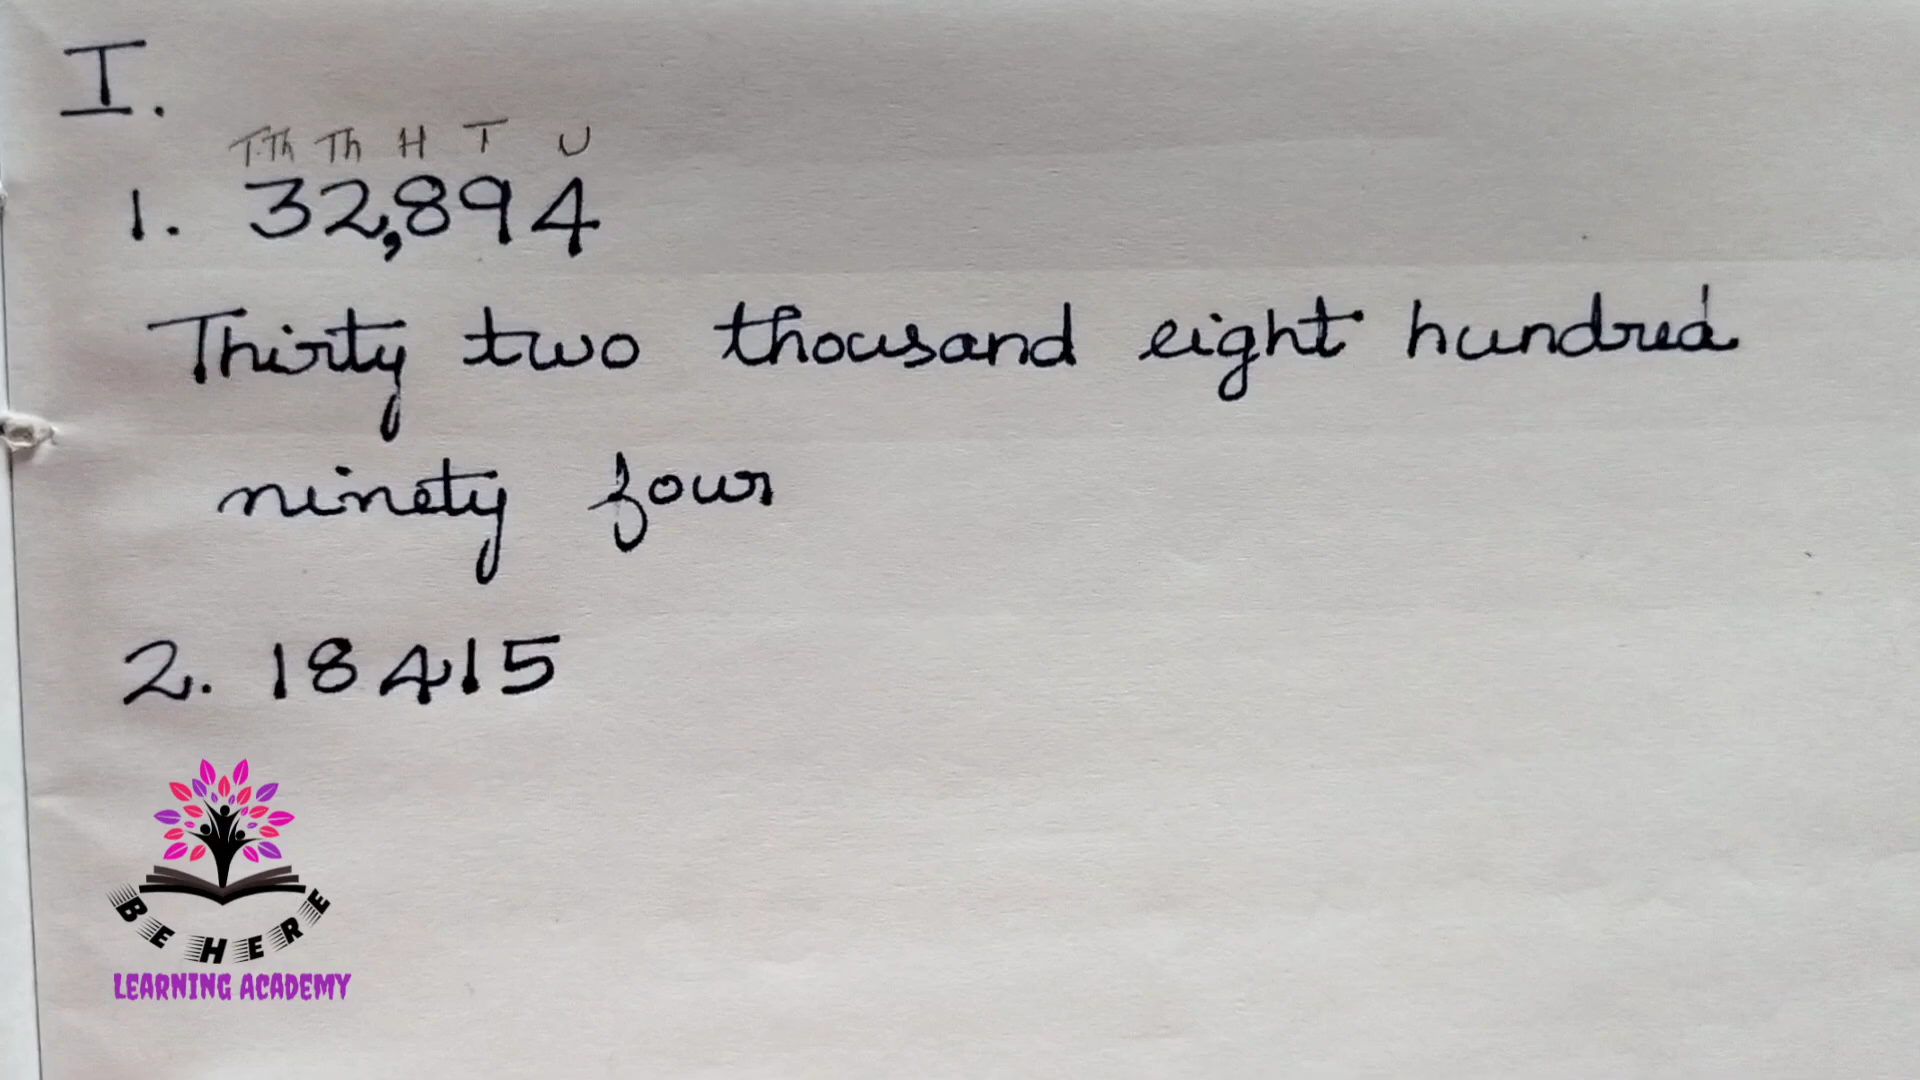 I.
T.Th Th H T U
1. 32,894
Thirty two thousand eight hundred
ninety four
2. 18415
BE HERE
LEARNING ACADEMY